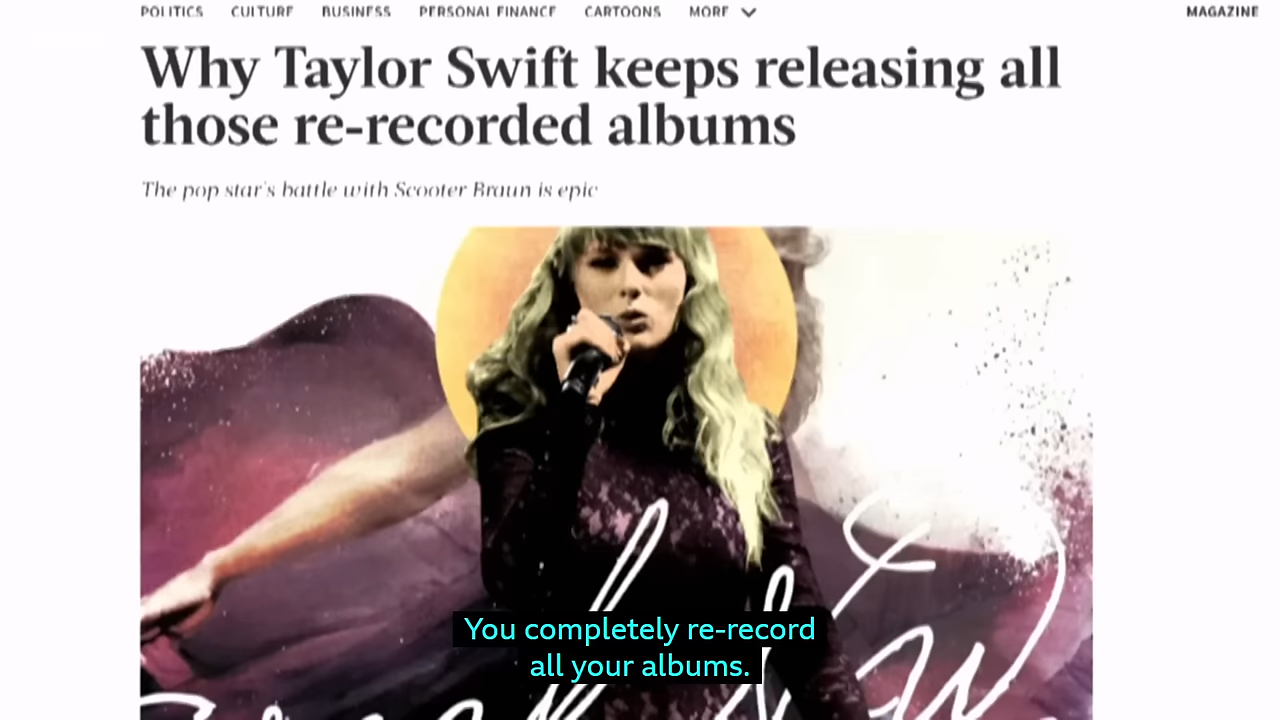 POLITICS CULTURE BUSINESS PERSONAL FINANCE CARTOONS MORE MAGAZINE
Why Taylor Swift keeps releasing all
those re-recorded albums
The pop star's battle with Scooter Braun is epic
You completely re-record
all your albums.